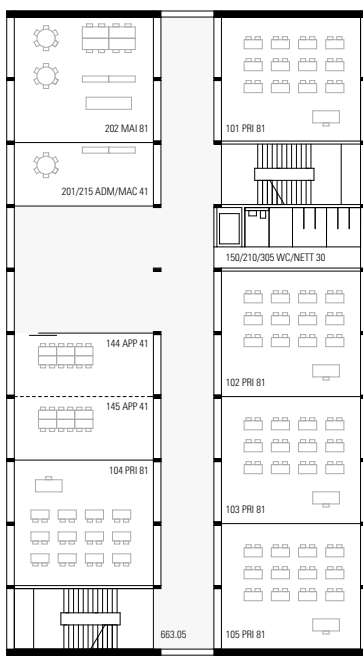 202 MAI 81
101 PRI 81
201/215 ADM/MAC 41
150/210/305 WC/NETT 30
144 APP 41
102 PRI 81
145 APP 41
104 PRI 81
103 PRI 81
663.05
105 PRI 81